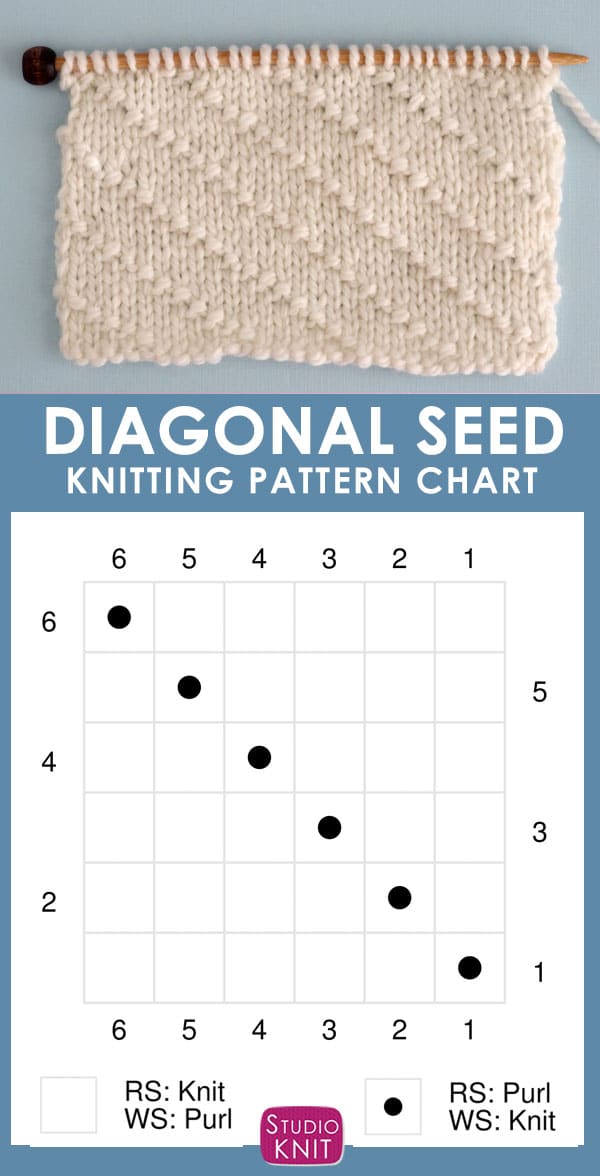 DIAGONAL SEED
KNITTING PATTERN CHART
6 5 4 3 2 1
6
5
4
3
2
1
6 5 4 3 2 1
RS: Knit
WS: Purl
RS: Purl
WS: Knit
STUDIO
KNIT